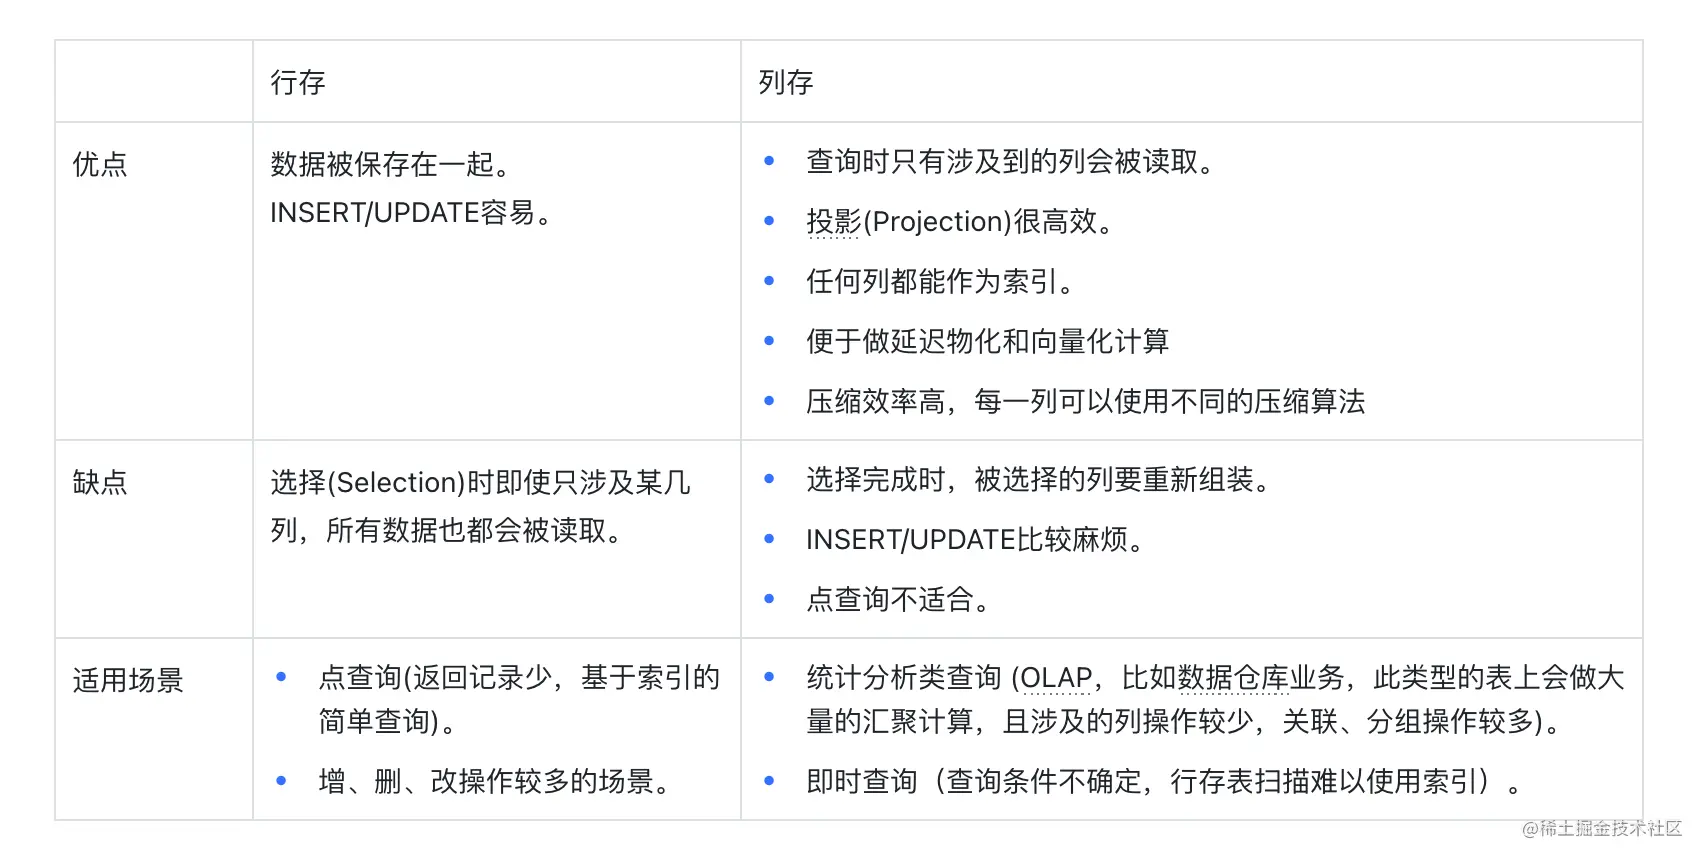 行存
列存
优点
数据被保存在一起。
INSERT/UPDATE容易。
查询时只有涉及到的列会被读取。
投影(Projection)很高效。
任何列都能作为索引。
便于做延迟物化和向量化计算
压缩效率高，每一列可以使用不同的压缩算法
缺点
选择(Selection)时即使只涉及某几
列，所有数据也都会被读取。
选择完成时，被选择的列要重新组装。
INSERT/UPDATE比较麻烦。
点查询不适合。
适用场景
点查询(返回记录少，基于索引的
简单查询)。
增、删、改操作较多的场景。
统计分析类查询 (OLAP，比如数据仓库业务，此类型的表上会做大
量的汇聚计算，且涉及的列操作较少，关联、分组操作较多)。
即时查询（查询条件不确定，行存表扫描难以使用索引）。
@稀土掘金技术社区